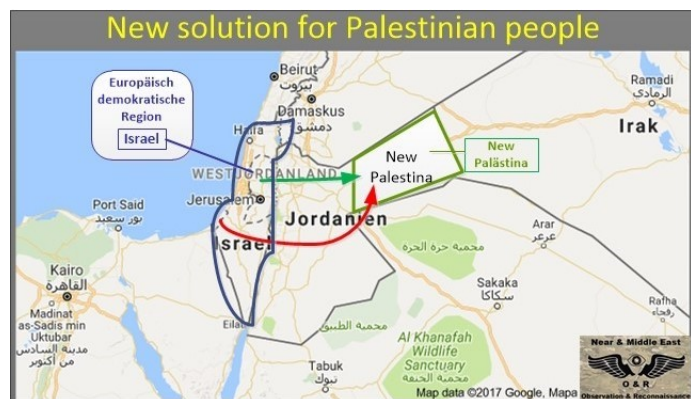 New solution for Palestinian people
Europäisch
demokratische
Region
Israel
Beirut
بيروت
Damaskus
دمشق
Haifa
WESTJORDANLAND
Jerusalem
Israel
Eilat
Jordanien
New
Palestina
New
Palästina
Ramadi
الرمادي
Irak
Port Said
بور سعيد
Kairo
القاهرة
Madinat
as-Sadis min
Uktubar
مدينة السادس
من أكتوبر
Arar
عرعر
محمية حرة الحرة
Sakaka
سكاكا
Rafha
رفحاء
محمية الطبيق
Al Khanafah
Wildlife
Sanctuary
محمية الخنفة
Tabuk
تبوك
Map data ©2017 Google, Mapa
Near & Middle East
O & R
Observation & Reconnaissance